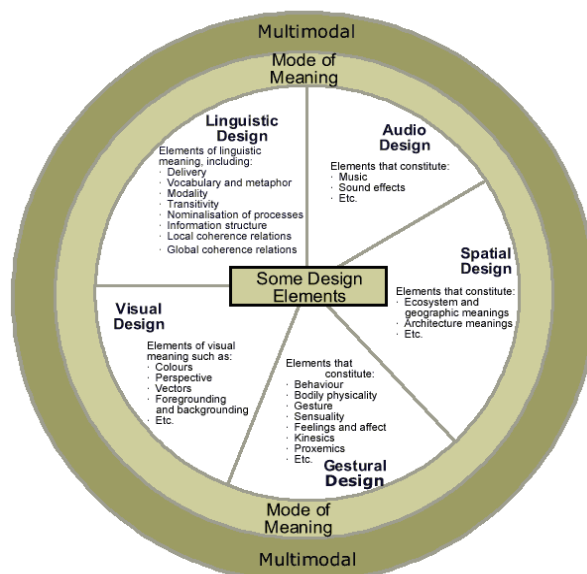 Multimodal
Mode of
Meaning
Linguistic
Design
Elements of linguistic
meaning, including:
· Delivery
· Vocabulary and metaphor
· Modality
· Transitivity
· Nominalisation of processes
· Information structure
· Local coherence relations
· Global coherence relations
Audio
Design
Elements that constitute:
· Music
· Sound effects
· Etc.
Spatial
Design
Elements that constitute:
· Ecosystem and
geographic meanings
· Architecture meanings
· Etc.
Some Design
Elements
Visual
Design
Elements of visual
meaning such as:
· Colours
· Perspective
· Vectors
· Foregrounding
and backgrounding
· Etc.
Elements that
constitute:
· Behaviour
· Bodily physicality
· Gesture
· Sensuality
· Feelings and affect
· Kinesics
· Proxemics
· Etc.
Gestural
Design
Mode of
Meaning
Multimodal